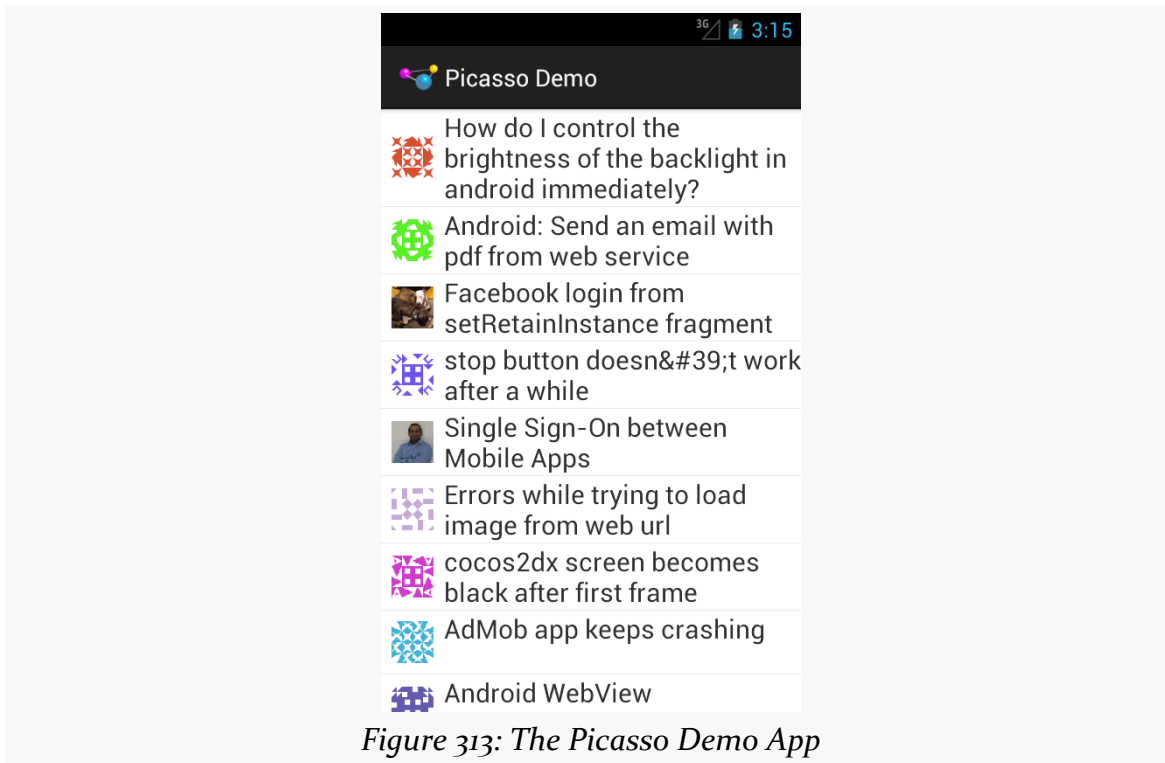 3G 3:15
Picasso Demo
How do I control the
brightness of the backlight in
android immediately?
Android: Send an email with
pdf from web service
Facebook login from
setRetainInstance fragment
stop button doesn&#39;t work
after a while
Single Sign-On between
Mobile Apps
Errors while trying to load
image from web url
cocos2dx screen becomes
black after first frame
AdMob app keeps crashing
Android WebView
Figure 313: The Picasso Demo App